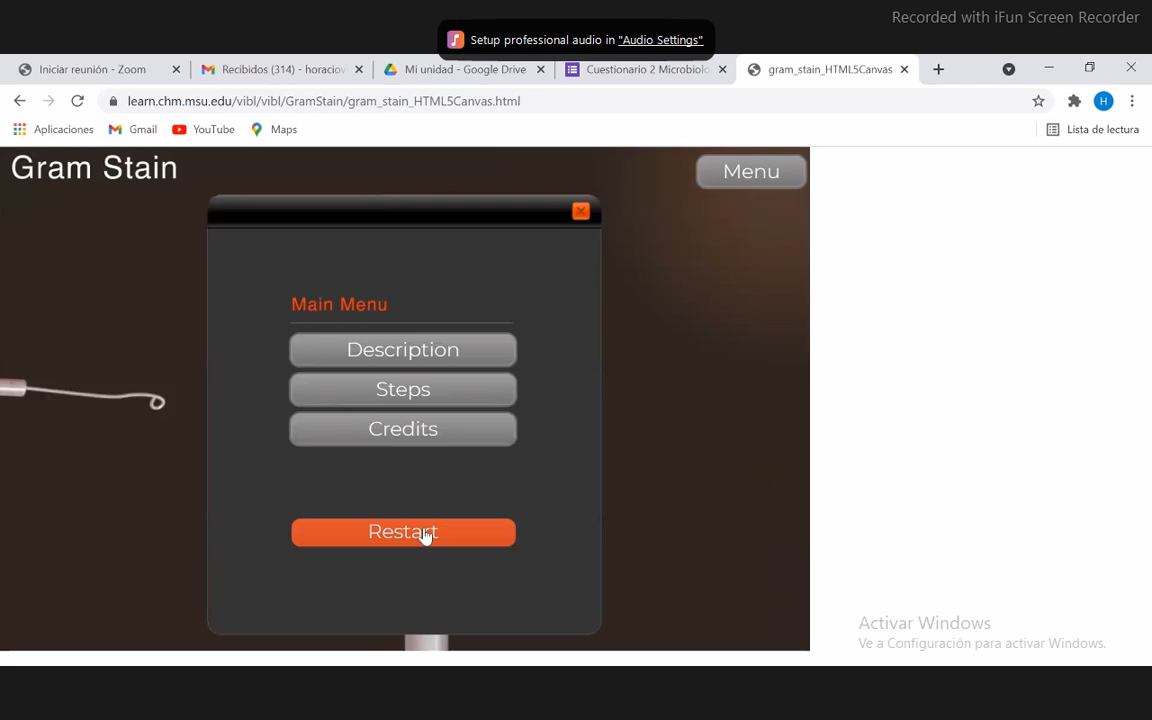 Recorded with iFun Screen Recorder
Setup professional audio in "Audio Settings"
Iniciar reunión - Zoom
Recibidos (314) - horaciov
Mi unidad - Google Drive
Cuestionario 2 Microbiolo
gram_stain_HTML5Canvas
learn.chm.msu.edu/vibl/vibl/GramStain/gram_stain_HTML5Canvas.html
H
Aplicaciones
Gmail
YouTube
Maps
Lista de lectura
Gram Stain
Menu
Main Menu
Description
Steps
Credits
Restart
Activar Windows
Ve a Configuración para activar Windows.